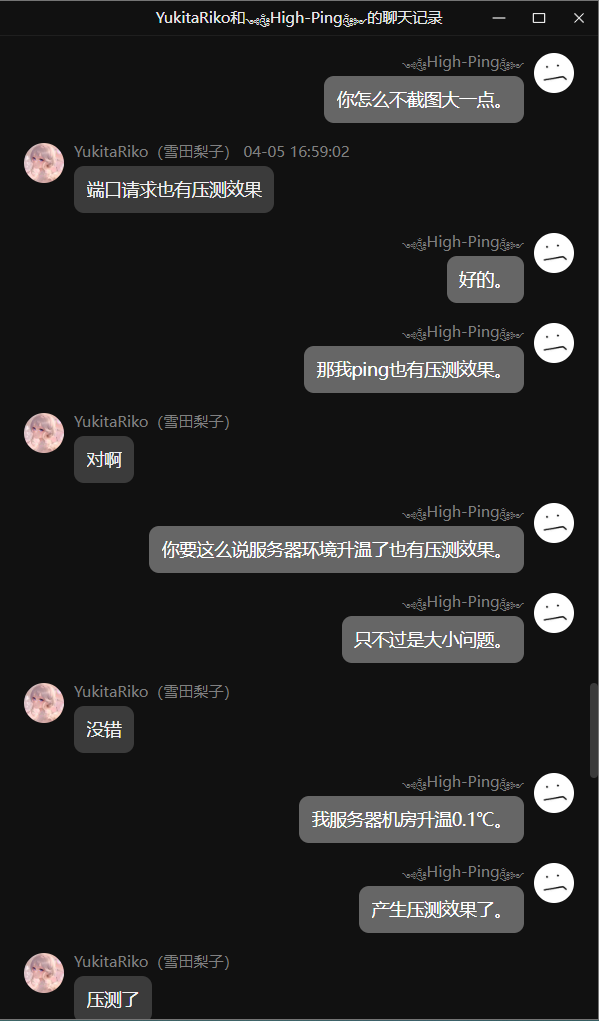 YukitaRiko和࿐High-Ping࿐的聊天记录
࿐High-Ping࿐
你怎么不截图大一点。
YukitaRiko（雪田梨子） 04-05 16:59:02
端口请求也有压测效果
࿐High-Ping࿐
好的。
࿐High-Ping࿐
那我ping也有压测效果。
YukitaRiko（雪田梨子）
对啊
࿐High-Ping࿐
你要这么说服务器环境升温了也有压测效果。
࿐High-Ping࿐
只不过是大小问题。
YukitaRiko（雪田梨子）
没错
࿐High-Ping࿐
我服务器机房升温0.1℃。
࿐High-Ping࿐
产生压测效果了。
YukitaRiko（雪田梨子）
压测了